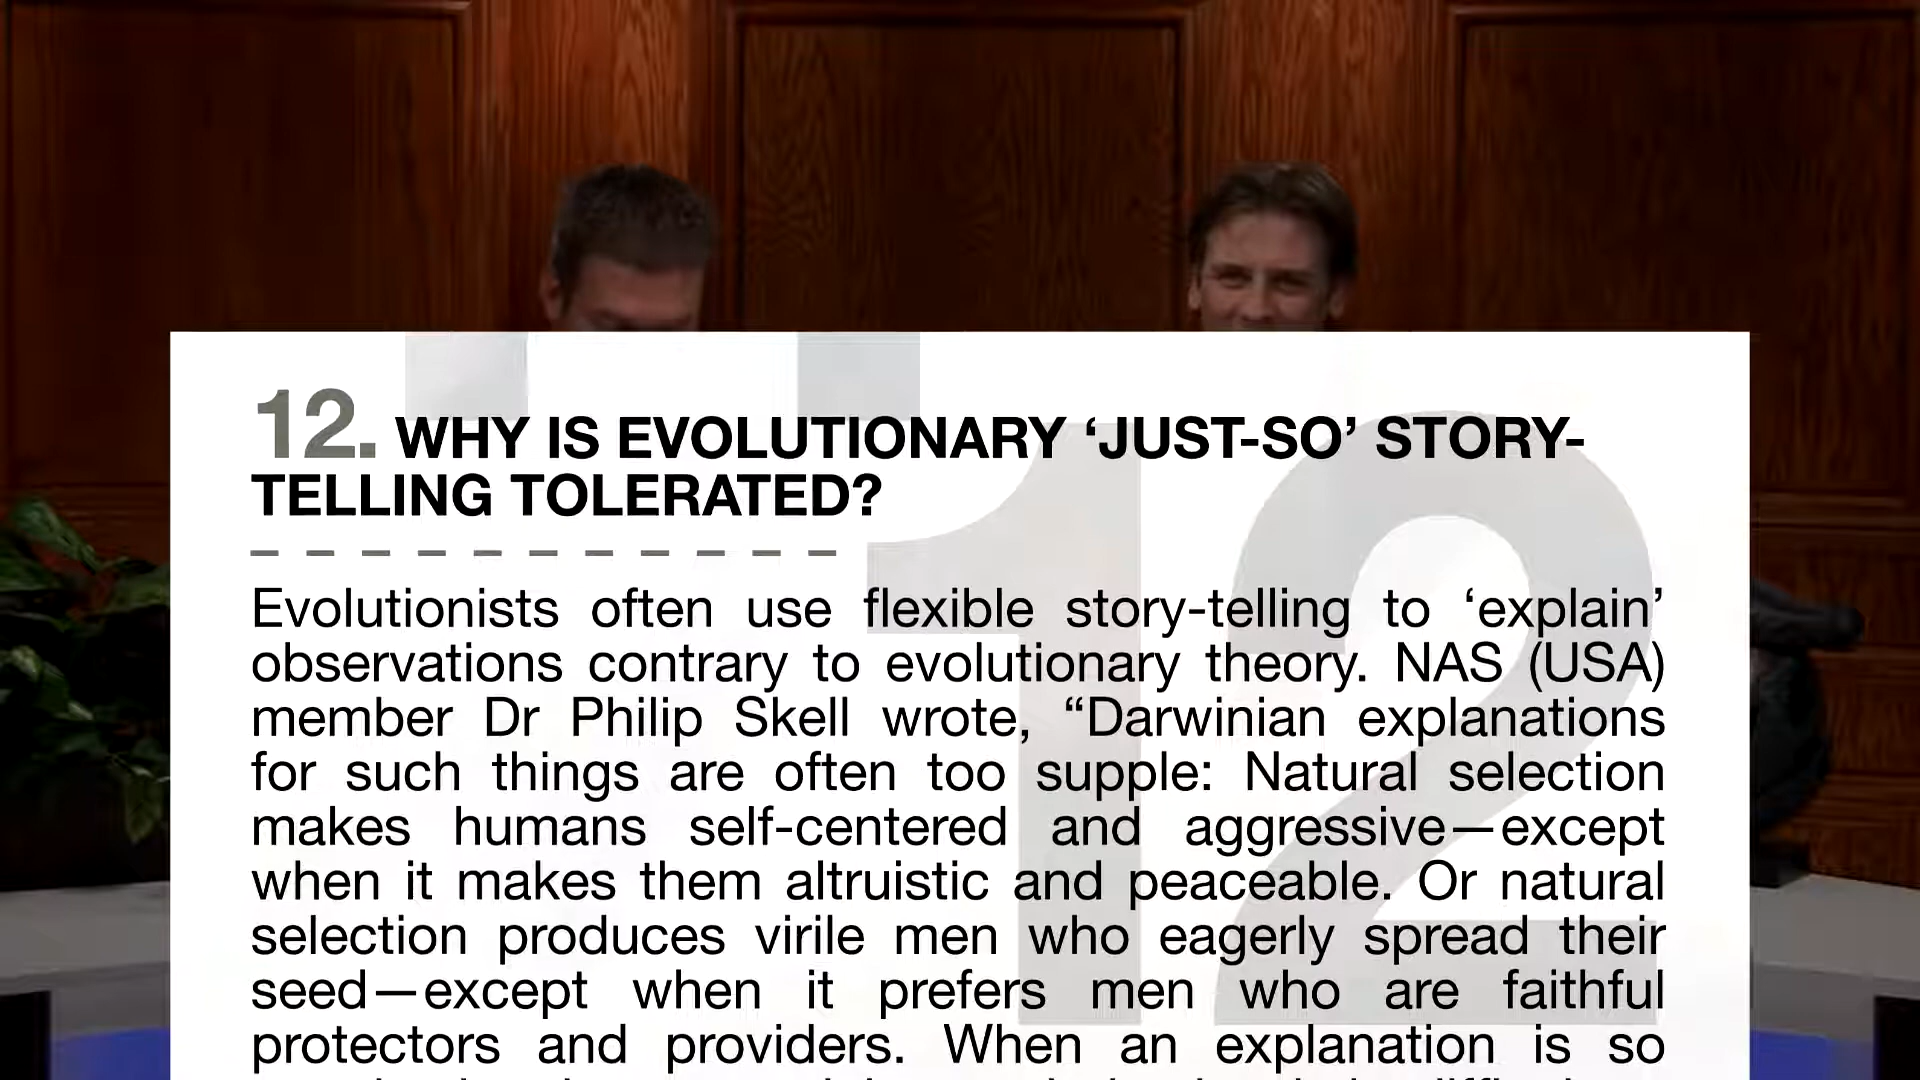 12. WHY IS EVOLUTIONARY ‘JUST-SO’ STORY-
TELLING TOLERATED?
Evolutionists often use flexible story-telling to ‘explain’
observations contrary to evolutionary theory. NAS (USA)
member Dr Philip Skell wrote, “Darwinian explanations
for such things are often too supple: Natural selection
makes humans self-centered and aggressive—except
when it makes them altruistic and peaceable. Or natural
selection produces virile men who eagerly spread their
seed—except when it prefers men who are faithful
protectors and providers. When an explanation is so
12